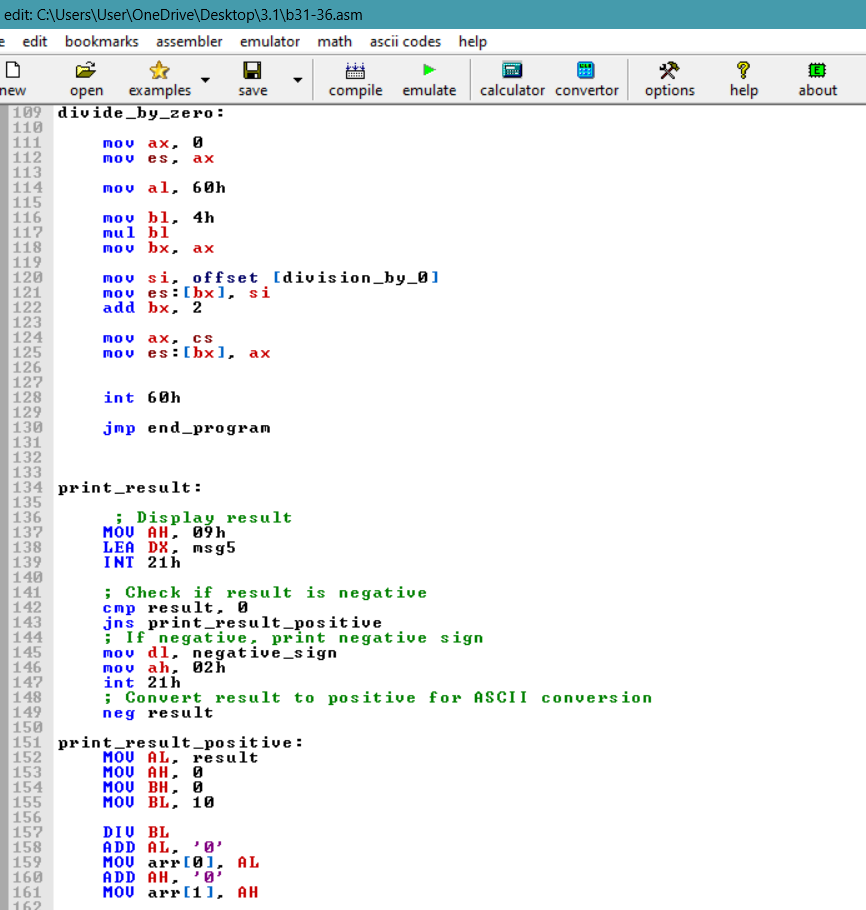 edit: C:\Users\User\OneDrive\Desktop\3.1\b31-36.asm
edit bookmarks assembler emulator math ascii codes help
new open examples save compile emulate calculator convertor options help about
109 divide_by_zero:
110
111 mov ax, 0
112 mov es, ax
113
114 mov al, 60h
115
116 mov bl, 4h
117 mul bl
118 mov bx, ax
119
120 mov si, offset [division_by_0]
121 mov es:[bx], si
122 add bx, 2
123
124 mov ax, cs
125 mov es:[bx], ax
126
127
128 int 60h
129
130 jmp end_program
131
132
133
134 print_result:
135
136 ; Display result
137 MOV AH, 09h
138 LEA DX, msg5
139 INT 21h
140
141 ; Check if result is negative
142 cmp result, 0
143 jns print_result_positive
144 ; If negative, print negative sign
145 mov dl, negative_sign
146 mov ah, 02h
147 int 21h
148 ; Convert result to positive for ASCII conversion
149 neg result
150
151 print_result_positive:
152 MOV AL, result
153 MOV AH, 0
154 MOV BH, 0
155 MOV BL, 10
156
157 DIV BL
158 ADD AL, '0'
159 MOV arr[0], AL
160 ADD AH, '0'
161 MOV arr[1], AH
162